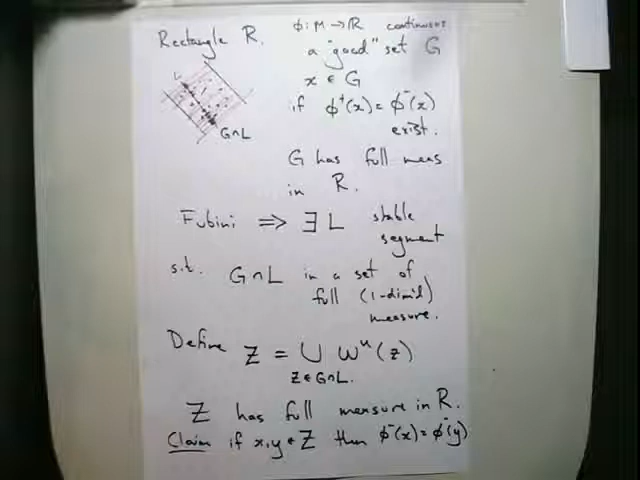 Rectangle R.
φ: M → ℝ continuous
a "good" set G
x ∈ G
if φ⁺(x) = φ⁻(x)
exist.
L
G∩L
G has full meas
in R.
Fubini ⇒ ∃ L stable
segment
s.t. G∩L in a set of
full (1-dim'l)
measure.
Define Z = ∪ Wᵘ(z)
z∈G∩L.
Z has full measure in R.
Claim if x,y ∈ Z then φ⁻(x) = φ⁻(y)